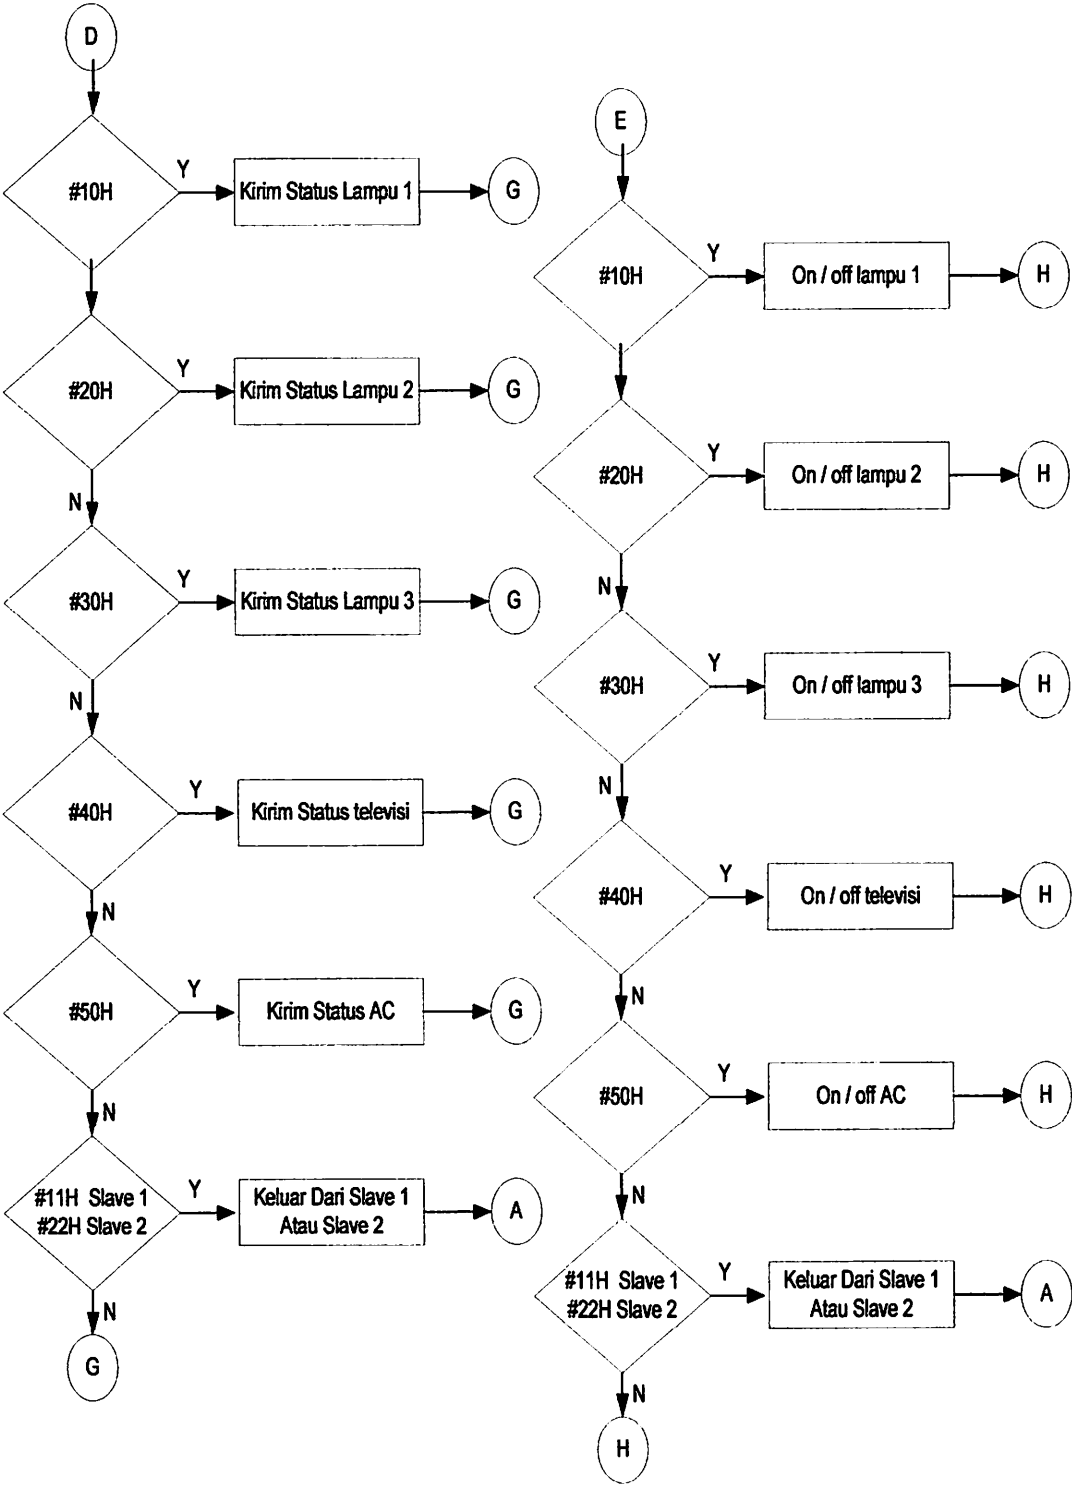 D
#10H
Y
Kirim Status Lampu 1
G
#20H
Y
Kirim Status Lampu 2
G
N
#30H
Y
Kirim Status Lampu 3
G
N
#40H
Y
Kirim Status televisi
G
N
#50H
Y
Kirim Status AC
G
N
#11H Slave 1
#22H Slave 2
Y
Keluar Dari Slave 1
Atau Slave 2
A
N
G
E
#10H
Y
On / off lampu 1
H
#20H
Y
On / off lampu 2
H
N
#30H
Y
On / off lampu 3
H
N
#40H
Y
On / off televisi
H
N
#50H
Y
On / off AC
H
N
#11H Slave 1
#22H Slave 2
Y
Keluar Dari Slave 1
Atau Slave 2
A
N
H